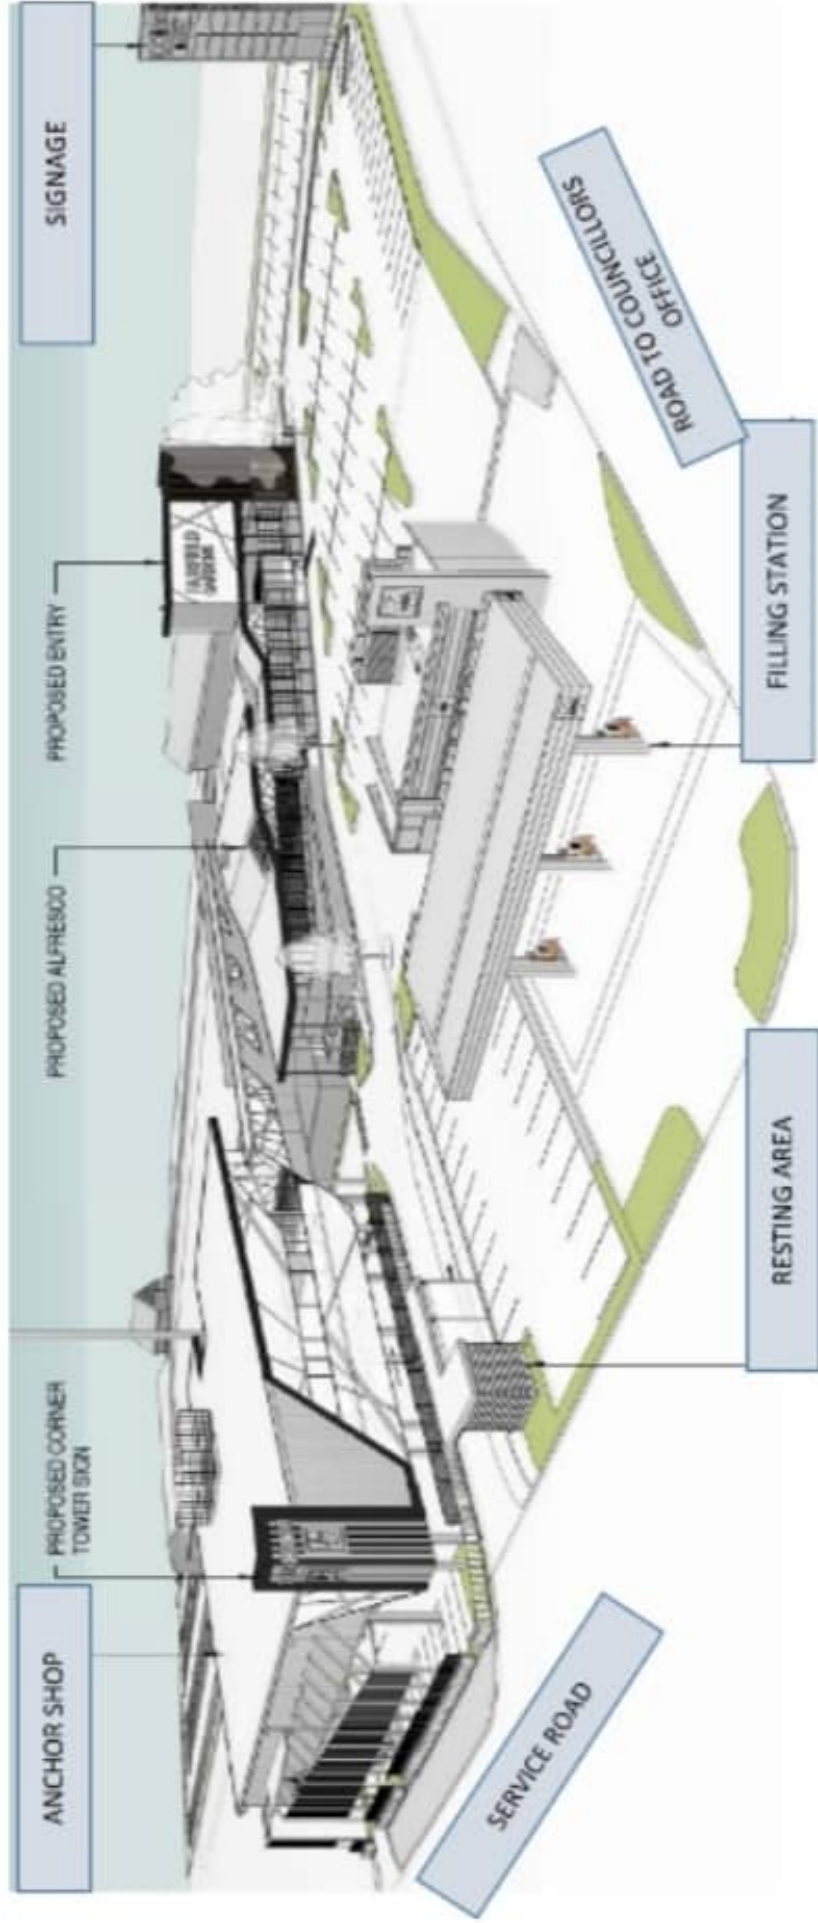 ANCHOR SHOP
PROPOSED CORNER
TOWER SIGN
PROPOSED ALFRESCO
PROPOSED ENTRY
SIGNAGE
SERVICE ROAD
RESTING AREA
FILLING STATION
ROAD TO COUNCILLORS
OFFICE